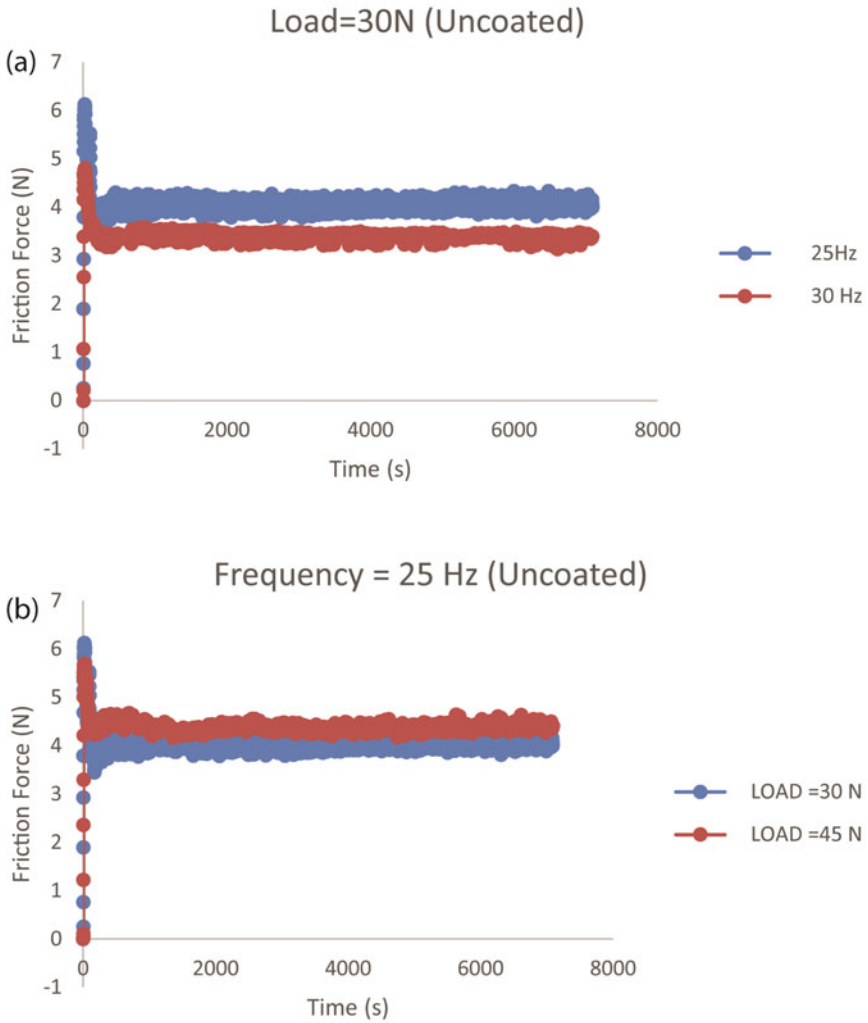 Load=30N (Uncoated)
(a)
7
6
5
4
3
2
1
0
-1
Friction Force (N)
0 2000 4000 6000 8000
Time (s)
25Hz
30 Hz
Frequency = 25 Hz (Uncoated)
(b)
7
6
5
4
3
2
1
0
-1
Friction Force (N)
0 2000 4000 6000 8000
Time (s)
LOAD =30 N
LOAD =45 N